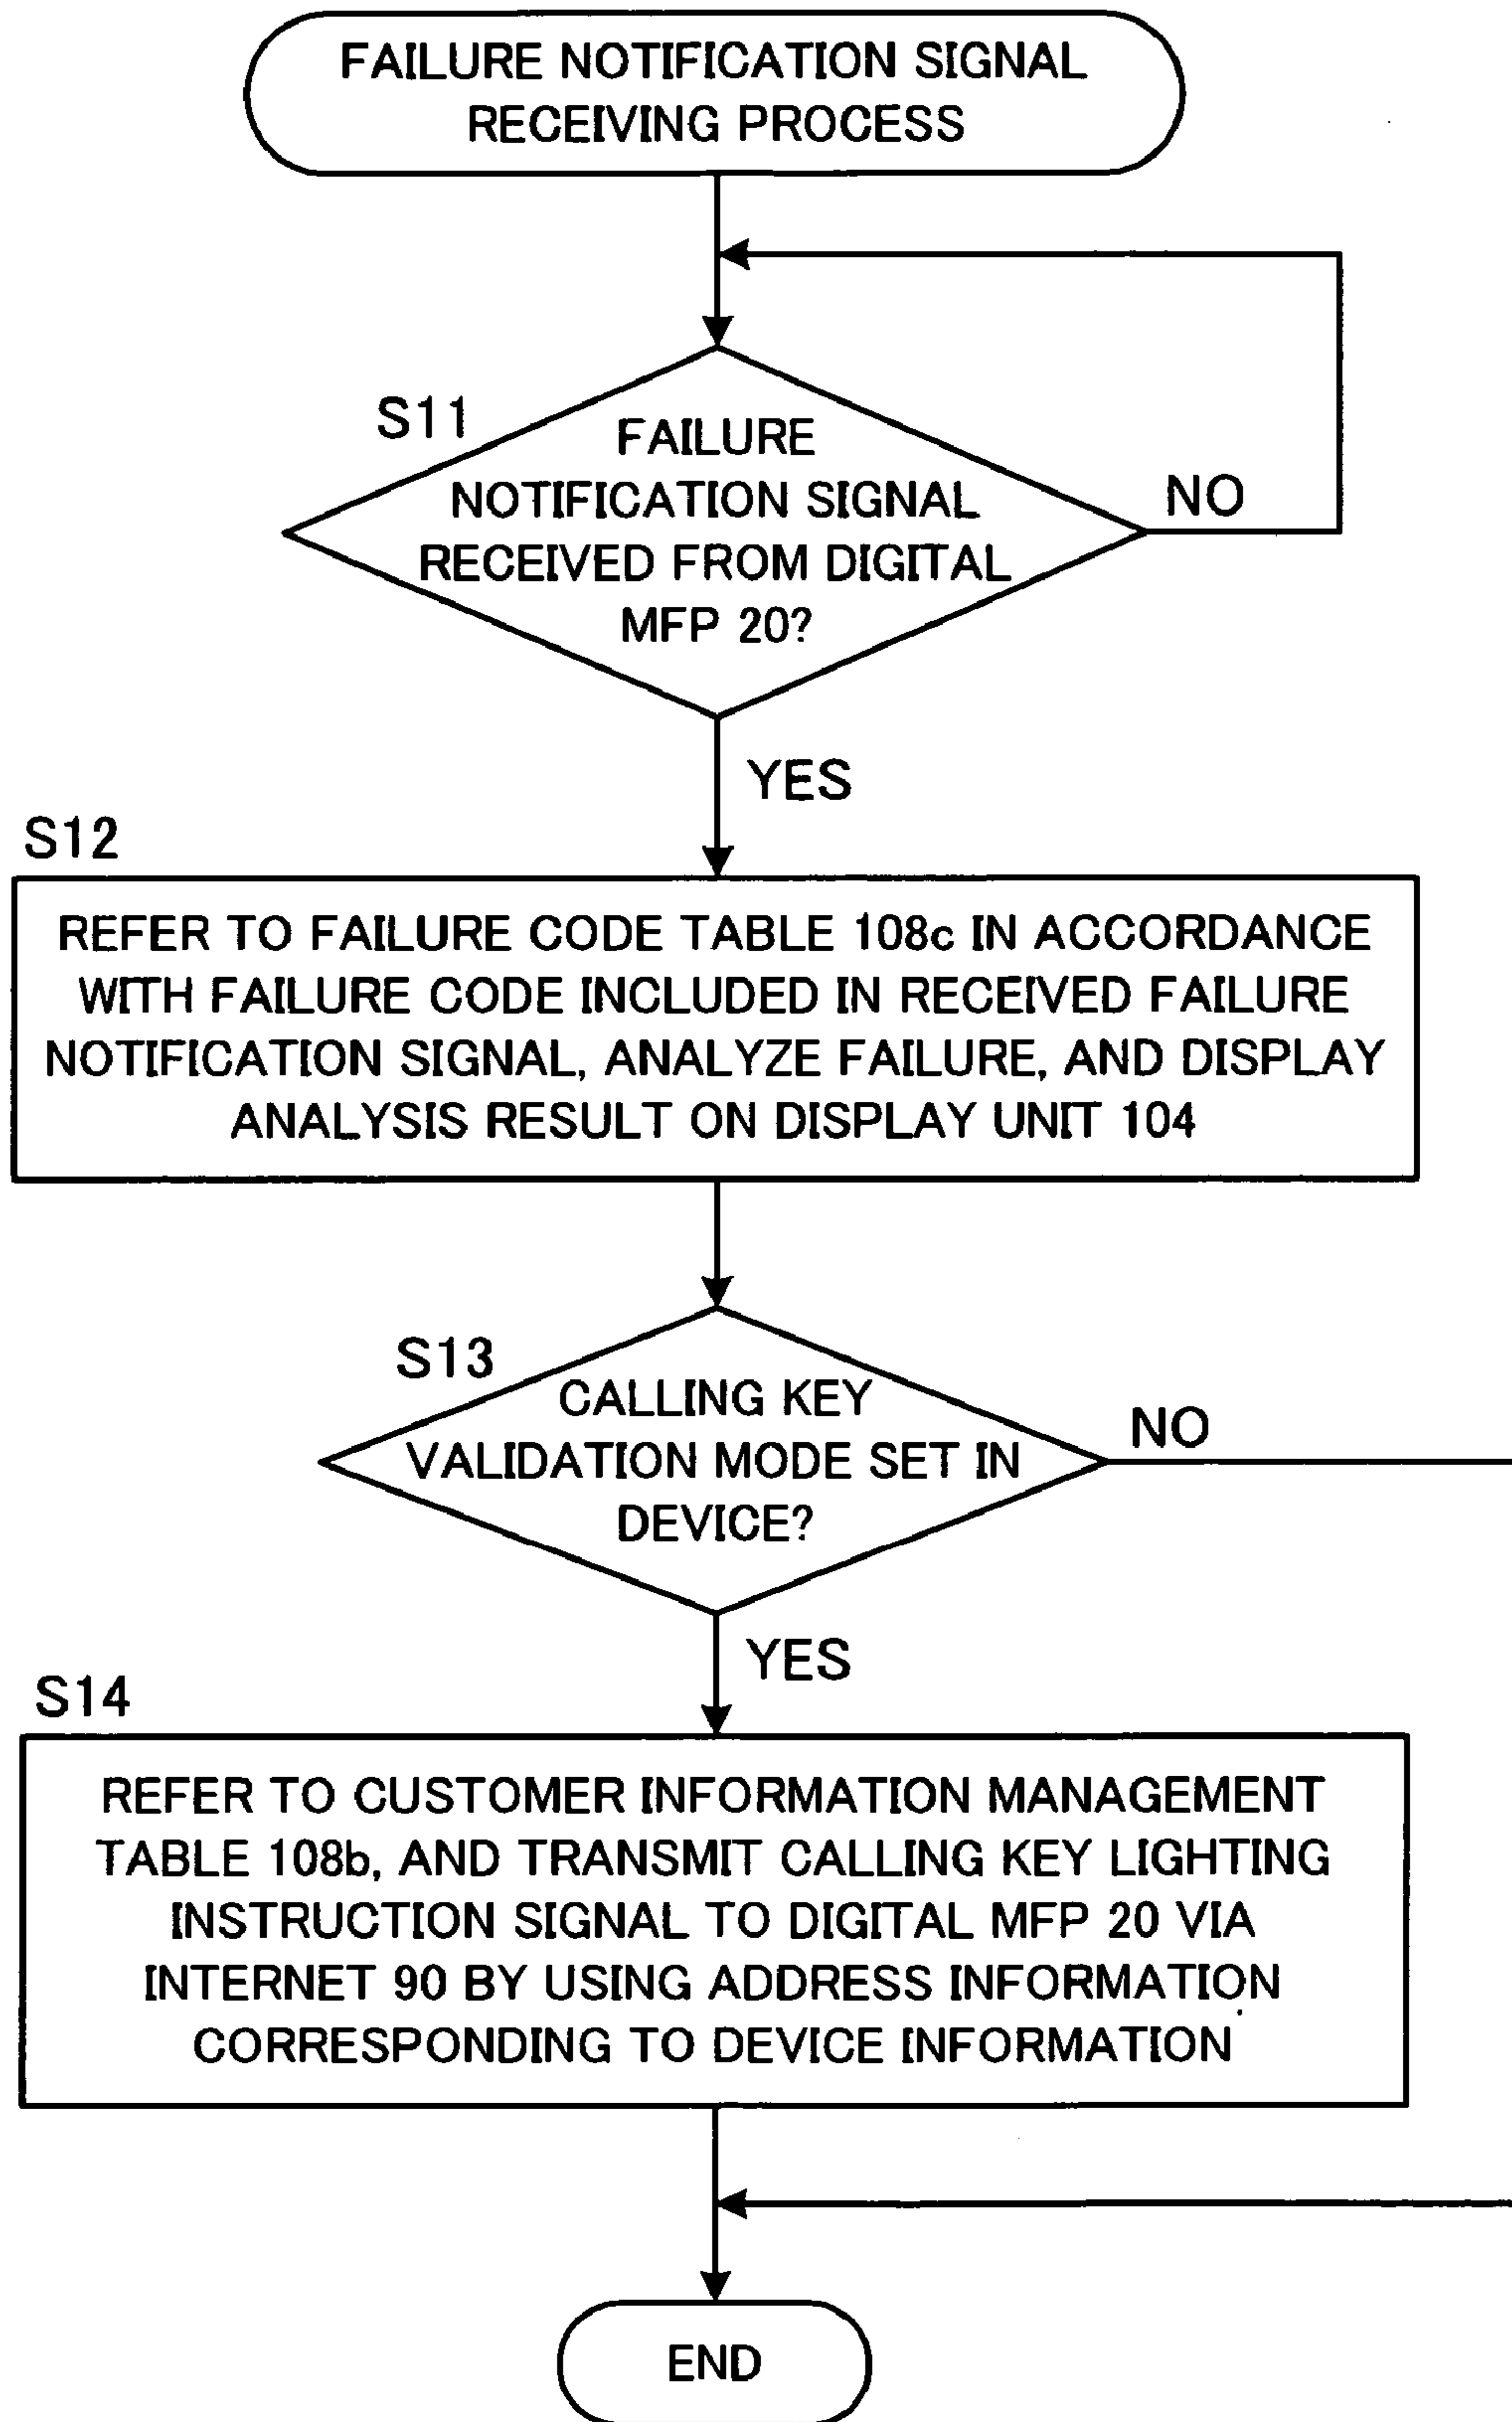 FAILURE NOTIFICATION SIGNAL
RECEIVING PROCESS
S11
FAILURE
NOTIFICATION SIGNAL
RECEIVED FROM DIGITAL
MFP 20?
NO
YES
S12
REFER TO FAILURE CODE TABLE 108c IN ACCORDANCE
WITH FAILURE CODE INCLUDED IN RECEIVED FAILURE
NOTIFICATION SIGNAL, ANALYZE FAILURE, AND DISPLAY
ANALYSIS RESULT ON DISPLAY UNIT 104
S13
CALLING KEY
VALIDATION MODE SET IN
DEVICE?
NO
YES
S14
REFER TO CUSTOMER INFORMATION MANAGEMENT
TABLE 108b, AND TRANSMIT CALLING KEY LIGHTING
INSTRUCTION SIGNAL TO DIGITAL MFP 20 VIA
INTERNET 90 BY USING ADDRESS INFORMATION
CORRESPONDING TO DEVICE INFORMATION
END